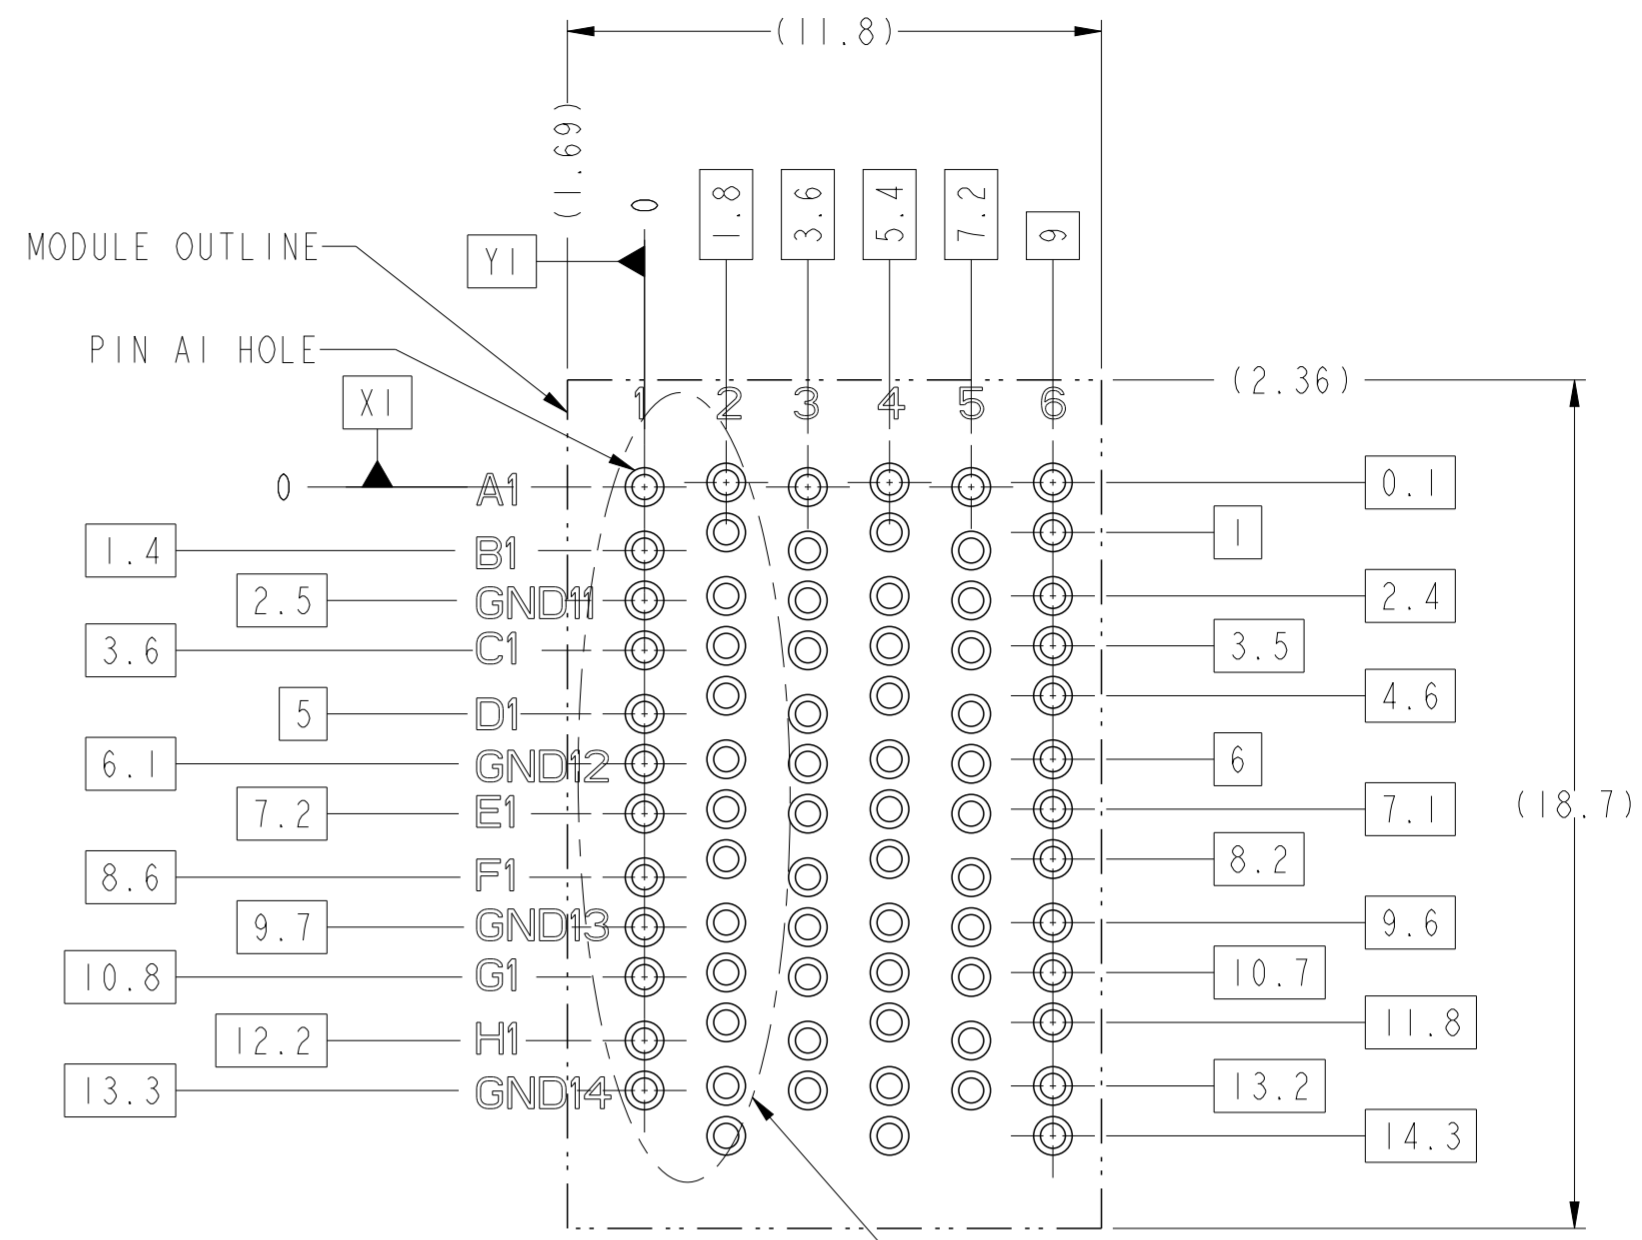 (11.8)
(1.69)
0
1.8
3.6
5.4
7.2
9
MODULE OUTLINE
Y1
PIN A1 HOLE
X1
(2.36)
1 2 3 4 5 6
0 A1 0.1
1
1.4 B1
2.5 GND11 2.4
3.6 C1 3.5
4.6
5 D1
6.1 GND12 6
7.2 E1 7.1
(18.7)
8.2
8.6 F1
9.7 GND13 9.6
10.8 G1 10.7
11.8
12.2 H1
13.3 GND14 13.2
14.3